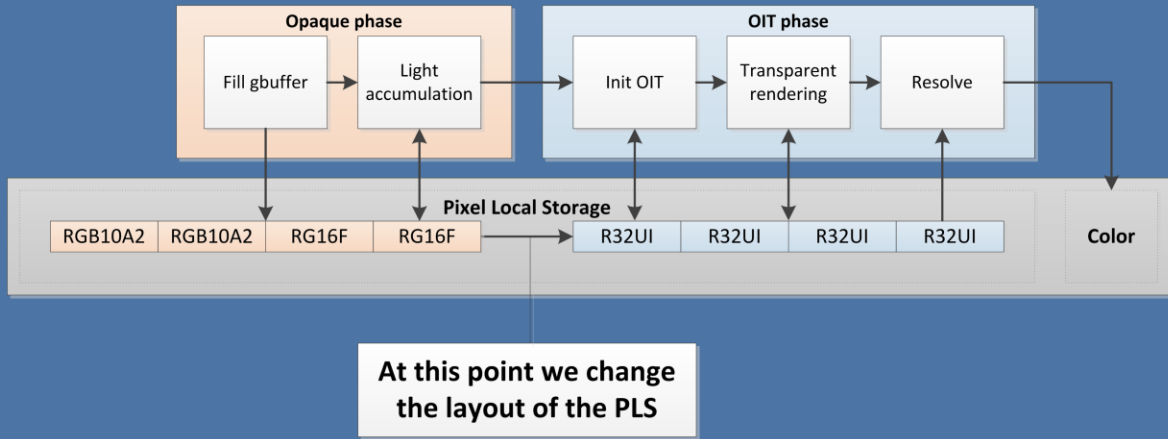 Opaque phase
OIT phase
Fill gbuffer
Light
accumulation
Init OIT
Transparent
rendering
Resolve
Pixel Local Storage
RGB10A2
RGB10A2
RG16F
RG16F
R32UI
R32UI
R32UI
R32UI
Color
At this point we change
the layout of the PLS